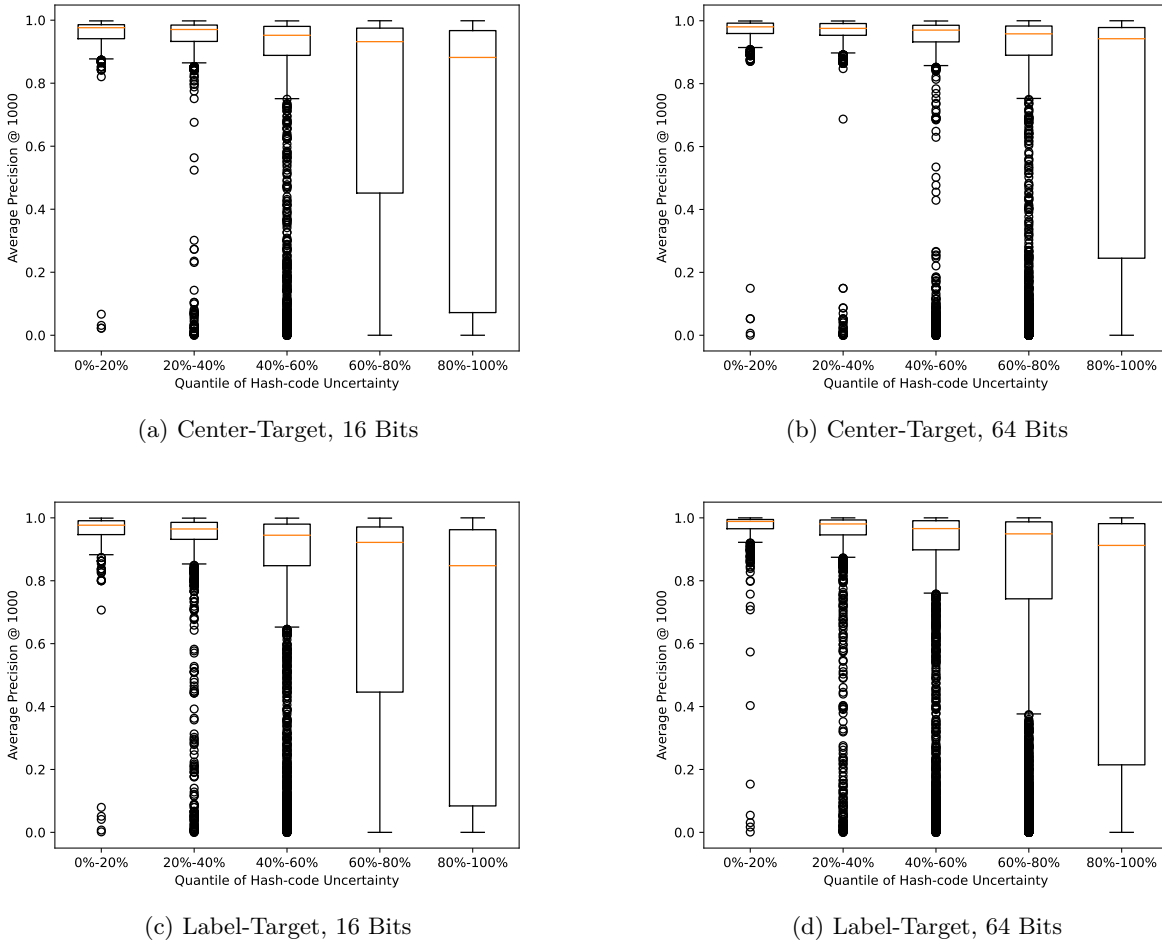 Average Precision @ 1000
1.0
0.8
0.6
0.4
0.2
0.0
0%-20% 20%-40% 40%-60% 60%-80% 80%-100%
Quantile of Hash-code Uncertainty
(a) Center-Target, 16 Bits
Average Precision @ 1000
1.0
0.8
0.6
0.4
0.2
0.0
0%-20% 20%-40% 40%-60% 60%-80% 80%-100%
Quantile of Hash-code Uncertainty
(b) Center-Target, 64 Bits
Average Precision @ 1000
1.0
0.8
0.6
0.4
0.2
0.0
0%-20% 20%-40% 40%-60% 60%-80% 80%-100%
Quantile of Hash-code Uncertainty
(c) Label-Target, 16 Bits
Average Precision @ 1000
1.0
0.8
0.6
0.4
0.2
0.0
0%-20% 20%-40% 40%-60% 60%-80% 80%-100%
Quantile of Hash-code Uncertainty
(d) Label-Target, 64 Bits